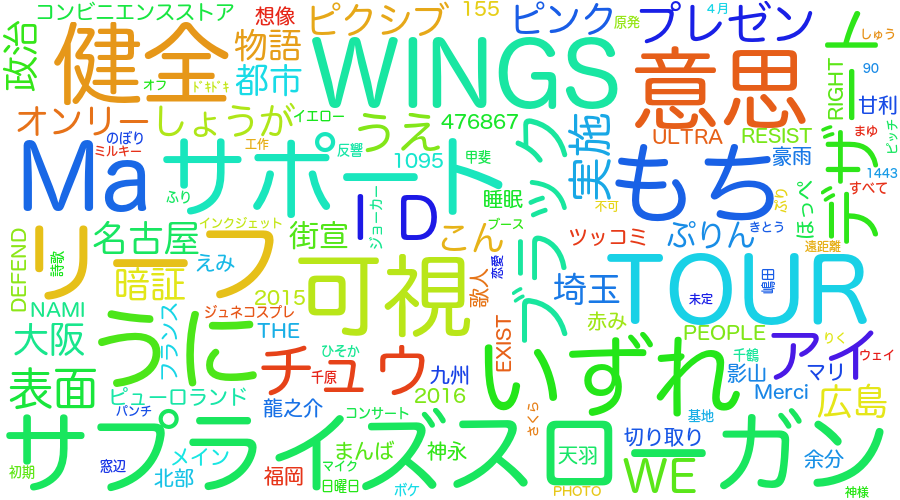 コンビニエンスストア
想像
ピクシブ
155
ピンク
原発
プレゼン
4月
デザート
しゅう
政治
健全
オフ
ドキドキ
物語
都市
WINGS
意思
RIGHT
90
甘利
オンリー
しょうが
イエロー
うえ
476867
ブラック
実施
ULTRA
RESIST
まゆ
ビッチ
のぼり
ミルキー
工作
反響
1095
甲斐
豪雨
1443
すべて
Ma
サポート
ID
もち
ふり
ジョーカー
睡眠
ぷり
ほっぺ
リーフ
名古屋
インクジェット
街宣
こん
ブース
不可
ツッコミ
ぷりん
きとう
遠距離
DEFEND
詩歌
暗証
えみ
可視
歌人
恋愛
埼玉
TOUR
未定
嶋田
NAMI
2015
ジュネコスプレ
赤み
PEOPLE
大阪
フランス
THE
うに
ひそか
EXIST
いずれ
千鶴
アイ
りく
ウェイ
表面
チュウ
千原
九州
影山
マリ
ピューロランド
2016
Merci
広島
パンチ
龍之介
コンサート
さくら
基地
サプライズ
ズスロ
ガン
メイン
まんば
神永
天羽
切り取り
初期
窓辺
北部
福岡
マイク
日曜日
ボケ
PHOTO
WE
余分
神様